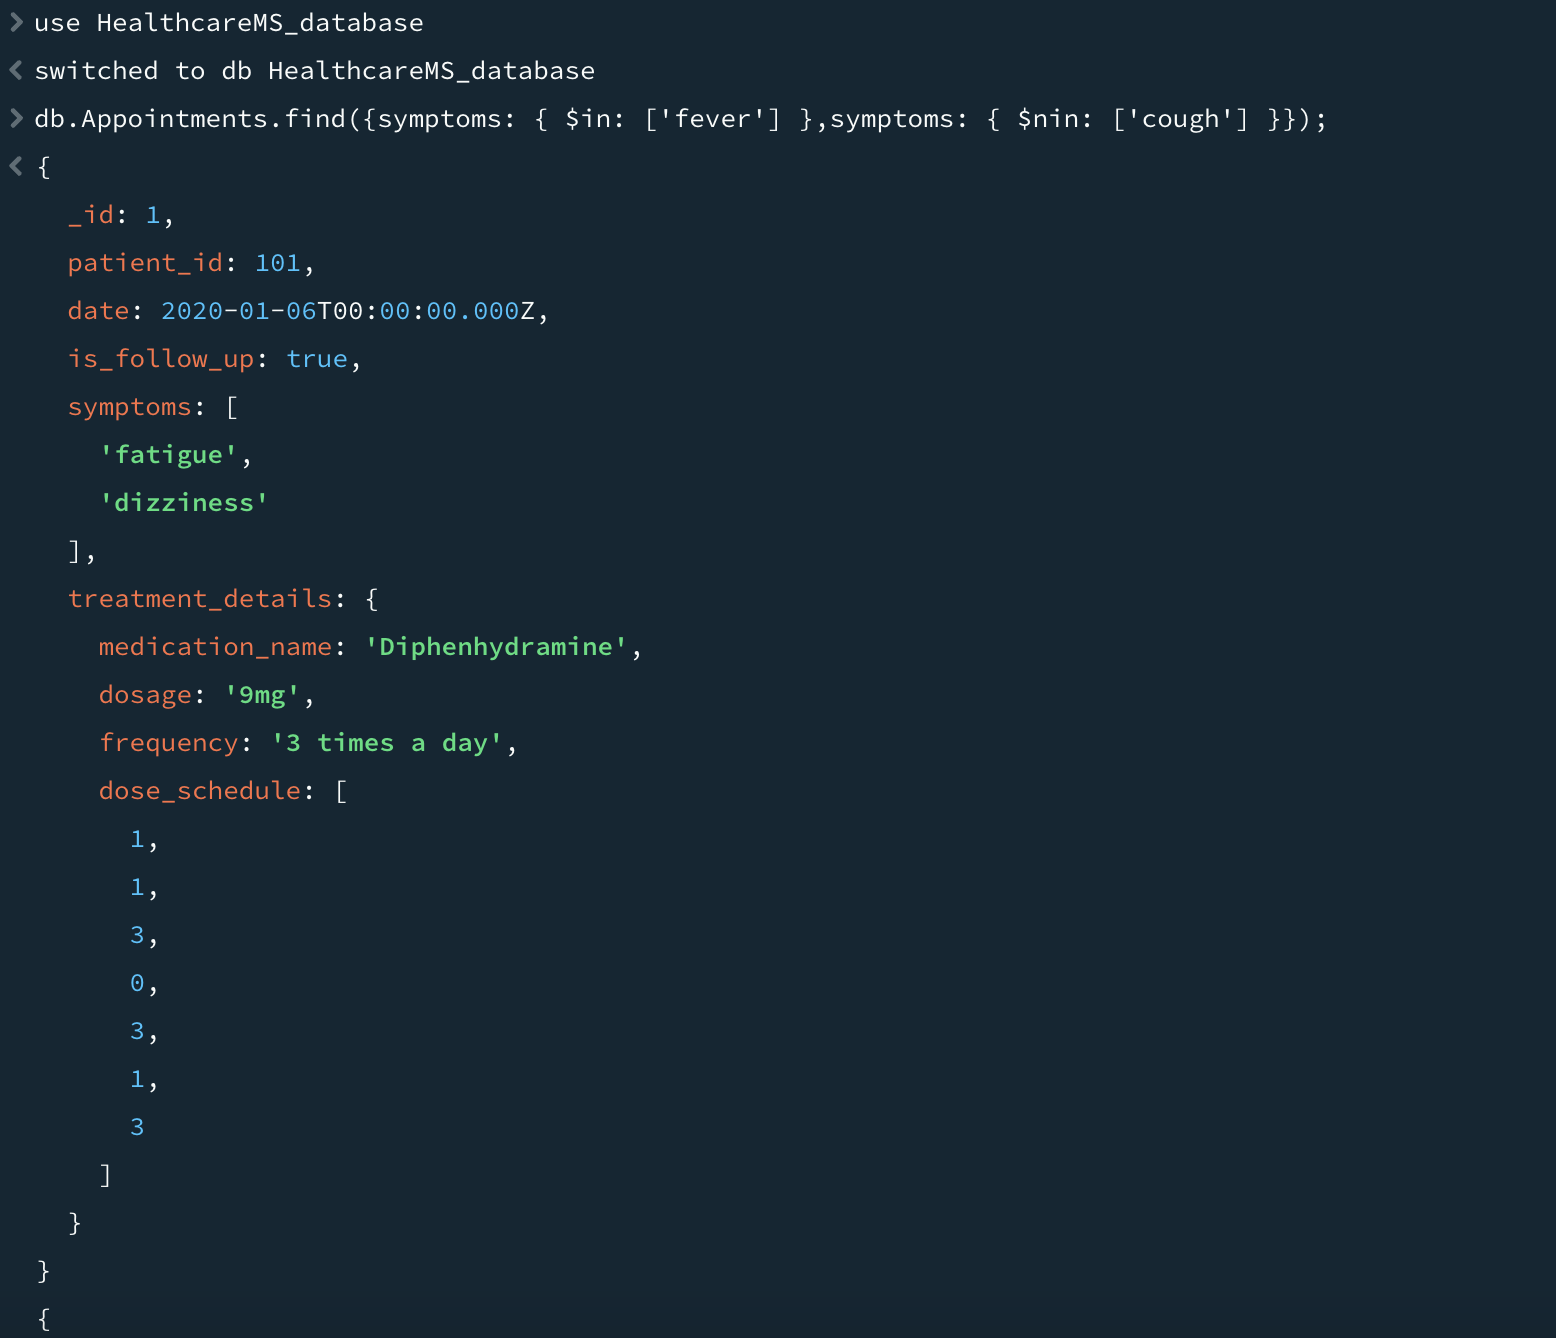 > use HealthcareMS_database
< switched to db HealthcareMS_database
> db.Appointments.find({symptoms: { $in: ['fever'] },symptoms: { $nin: ['cough'] }});
< {
_id: 1,
patient_id: 101,
date: 2020-01-06T00:00:00.000Z,
is_follow_up: true,
symptoms: [
'fatigue',
'dizziness'
],
treatment_details: {
medication_name: 'Diphenhydramine',
dosage: '9mg',
frequency: '3 times a day',
dose_schedule: [
1,
1,
3,
0,
3,
1,
3
]
}
}
{